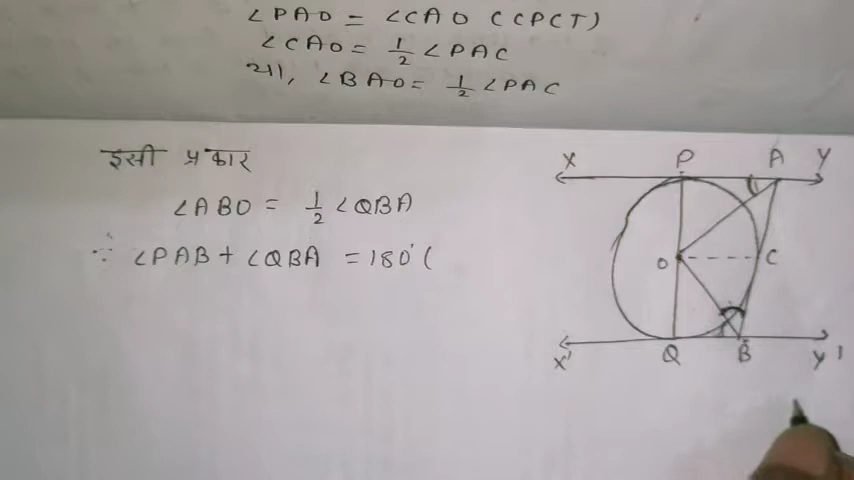 ∠PAO = ∠CAO (CPCT)
∠CAO = 1/2 ∠PAC
या, ∠BAO = 1/2 ∠PAC
इसी प्रकार
∠ABO = 1/2 ∠QBA
∵ ∠PAB + ∠QBA = 180° (
X P A Y
O C
X' Q B Y'